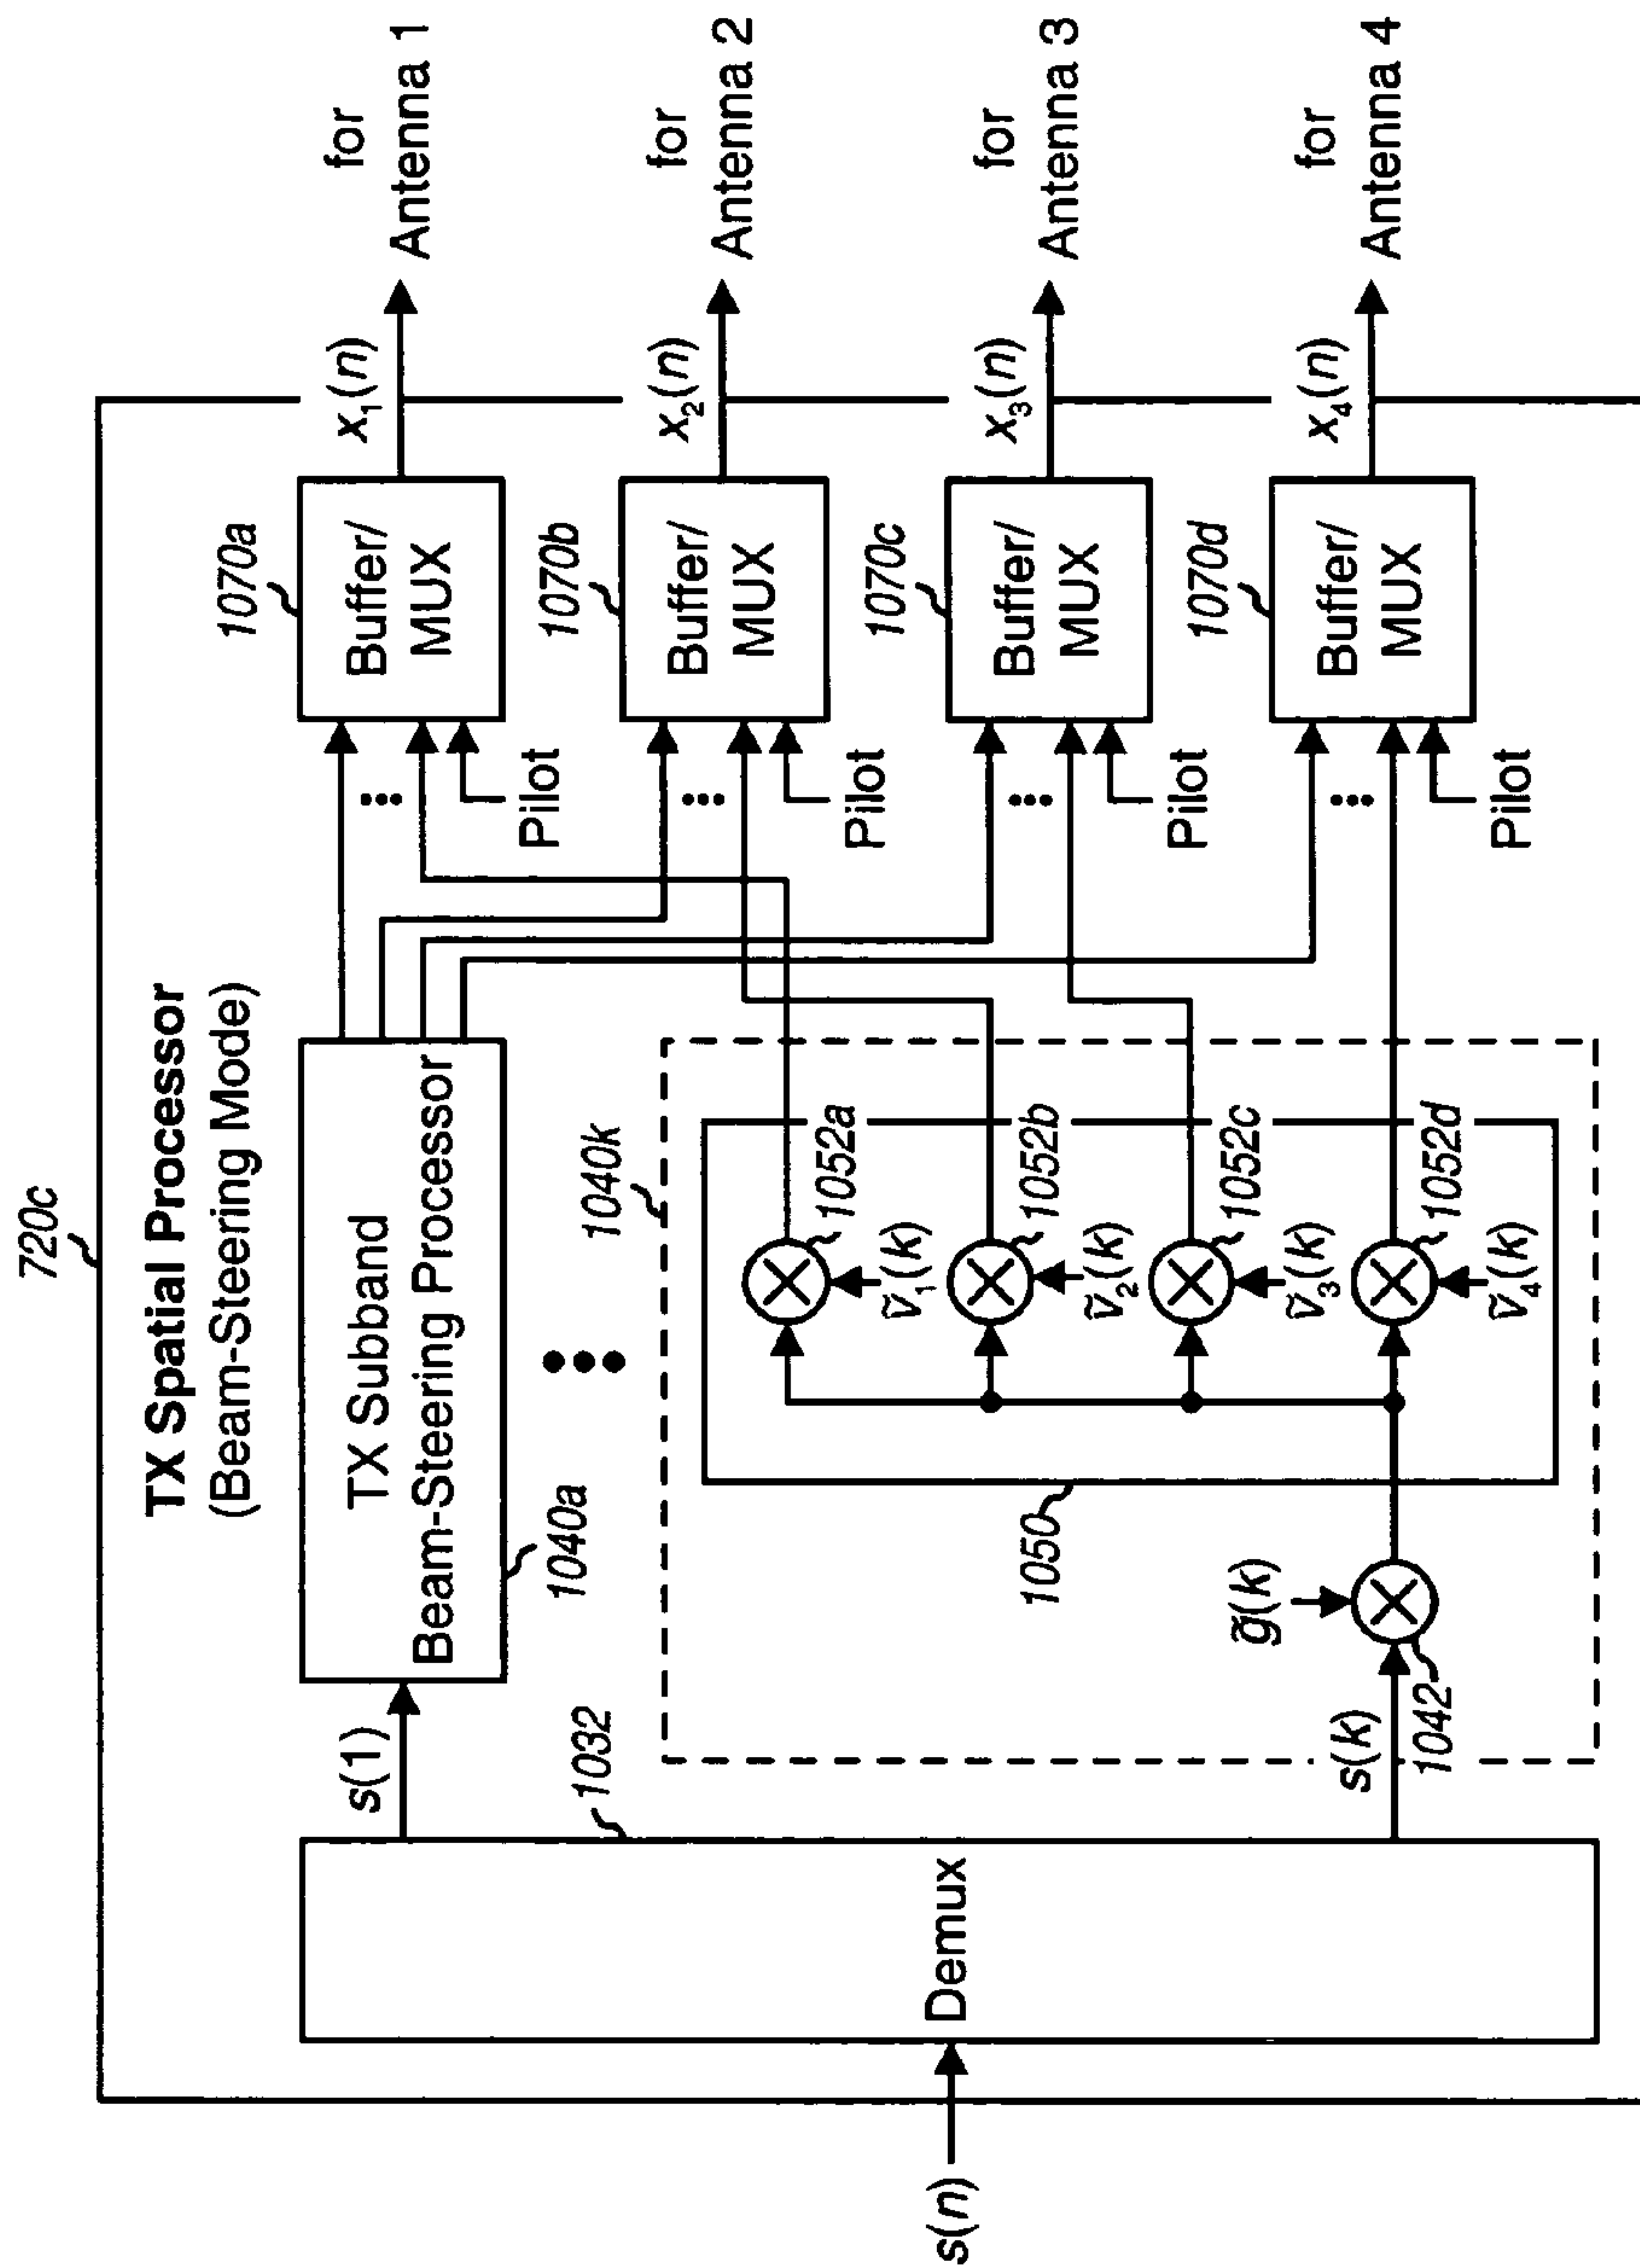 720c
TX Spatial Processor
(Beam-Steering Mode)
s(n)
Demux
1032
s(1)
TX Subband
Beam-Steering Processor
1040a
1040k
s(k)
1042
g̃(k)
1050
1052a
ṽ₁(k)
1052b
ṽ₂(k)
1052c
ṽ₃(k)
1052d
ṽ₄(k)
1070a
Buffer/
MUX
Pilot
x₁(n)
for
Antenna 1
1070b
Buffer/
MUX
Pilot
x₂(n)
for
Antenna 2
1070c
Buffer/
MUX
Pilot
x₃(n)
for
Antenna 3
1070d
Buffer/
MUX
Pilot
x₄(n)
for
Antenna 4